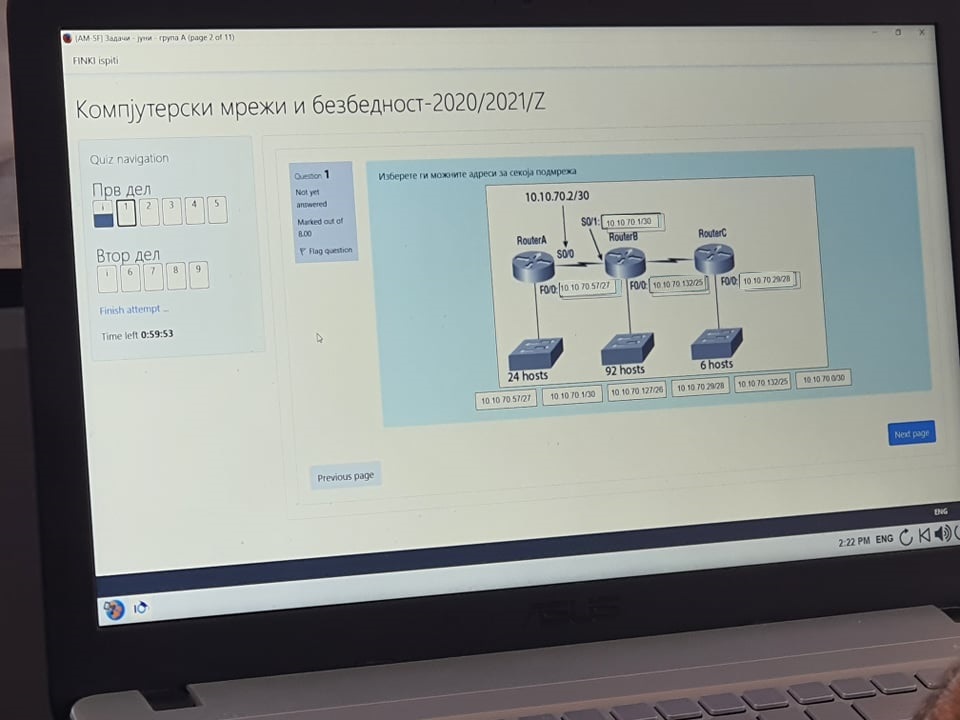 [AM-SF] Задачи - јуни - група A (page 2 of 11)
FINKI ispiti
Компјутерски мрежи и безбедност-2020/2021/Z
Quiz navigation
Прв дел
i 1 2 3 4 5
Втор дел
i 6 7 8 9
Finish attempt ...
Time left 0:59:53
Question 1
Not yet
answered
Marked out of
8.00
Flag question
Изберете ги можните адреси за секоја подмрежа
10.10.70.2/30
S0/1: 10 10 70 1/30
RouterA
RouterB
RouterC
S0/0
F0/0: 10 10 70 57/27
F0/0: 10 10 70 132/25
F0/0: 10 10 70 29/28
24 hosts
92 hosts
6 hosts
10 10 70 57/27
10 10 70 1/30
10 10 70 127/26
10 10 70 29/28
10 10 70 132/25
10 10 70 0/30
Next page
Previous page
ENG
2:22 PM ENG
ASUS